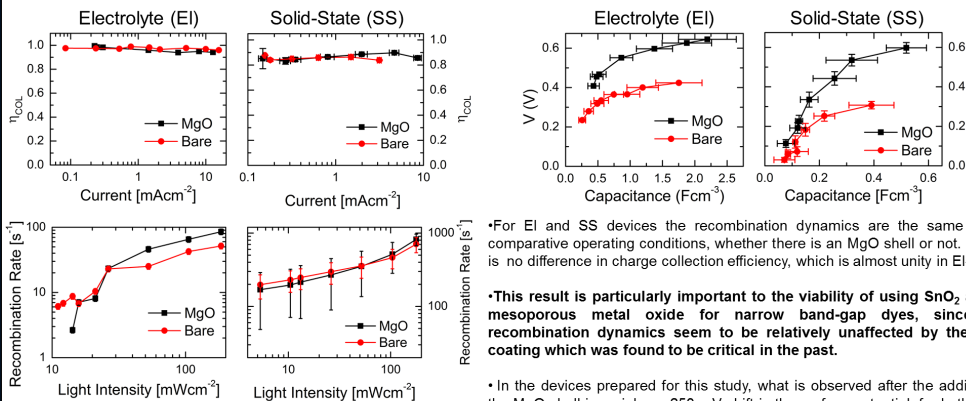 Electrolyte (El)
Solid-State (SS)
1.0
0.8
0.6
0.4
0.2
0.0
ηCOL
MgO
Bare
0.1
1
10
Current [mAcm⁻²]
MgO
Bare
0.1
1
10
Current [mAcm⁻²]
1.0
0.8
0.6
0.4
0.2
0.0
ηCOL
Electrolyte (El)
Solid-State (SS)
V (V)
0.6
0.4
0.2
0.0
MgO
Bare
0.0
0.5
1.0
1.5
2.0
2.5
Capacitance (Fcm⁻³)
MgO
Bare
0.0
0.2
0.4
0.6
Capacitance [Fcm⁻³]
0.6
0.4
0.2
0.0
Recombination Rate [s⁻¹]
100
10
1
MgO
Bare
10
100
Light Intensity [mWcm⁻²]
MgO
Bare
10
100
Light Intensity [mWcm⁻²]
1000
100
Recombination Rate [s⁻¹]
•For El and SS devices the recombination dynamics are the same
comparative operating conditions, whether there is an MgO shell or not.
is no difference in charge collection efficiency, which is almost unity in El
•This result is particularly important to the viability of using SnO₂
mesoporous metal oxide for narrow band-gap dyes, since
recombination dynamics seem to be relatively unaffected by the
coating which was found to be critical in the past.
• In the devices prepared for this study, what is observed after the addi